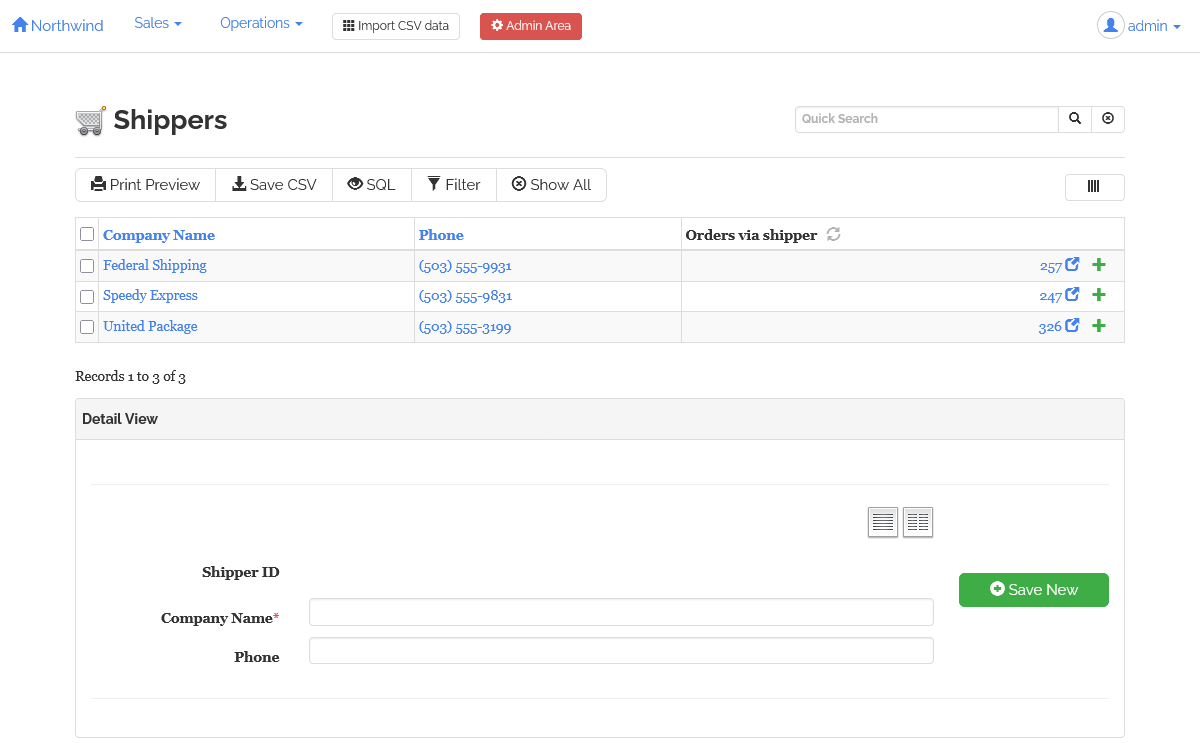 Northwind Sales Operations Import CSV data Admin Area admin
Shippers Quick Search
Print Preview Save CSV SQL Filter Show All
Company Name Phone Orders via shipper
Federal Shipping (503) 555-9931 257
Speedy Express (503) 555-9831 247
United Package (503) 555-3199 326
Records 1 to 3 of 3
Detail View
Shipper ID
Save New
Company Name*
Phone